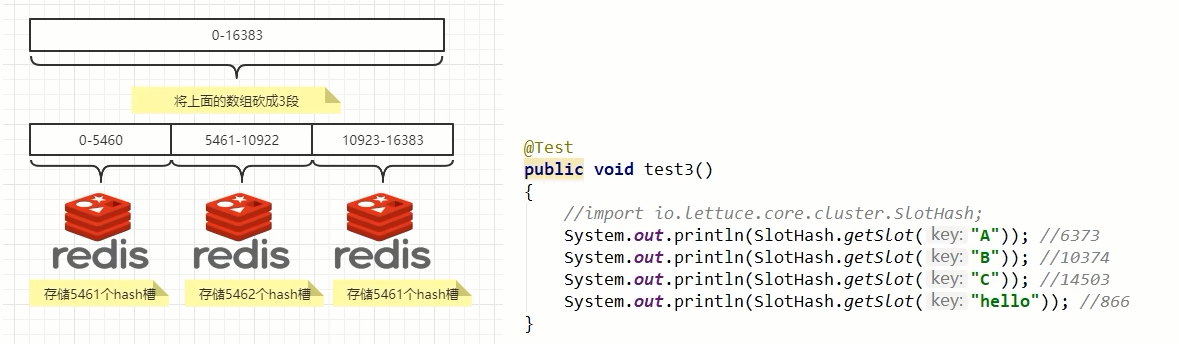 0-16383
将上面的数组砍成3段
0-5460
5461-10922
10923-16383
redis
redis
redis
存储5461个hash槽
存储5462个hash槽
存储5461个hash槽
@Test
public void test3()
{
//import io.lettuce.core.cluster.SlotHash;
System.out.println(SlotHash.getSlot( key: "A")); //6373
System.out.println(SlotHash.getSlot( key: "B")); //10374
System.out.println(SlotHash.getSlot( key: "C")); //14503
System.out.println(SlotHash.getSlot( key: "hello")); //866
}